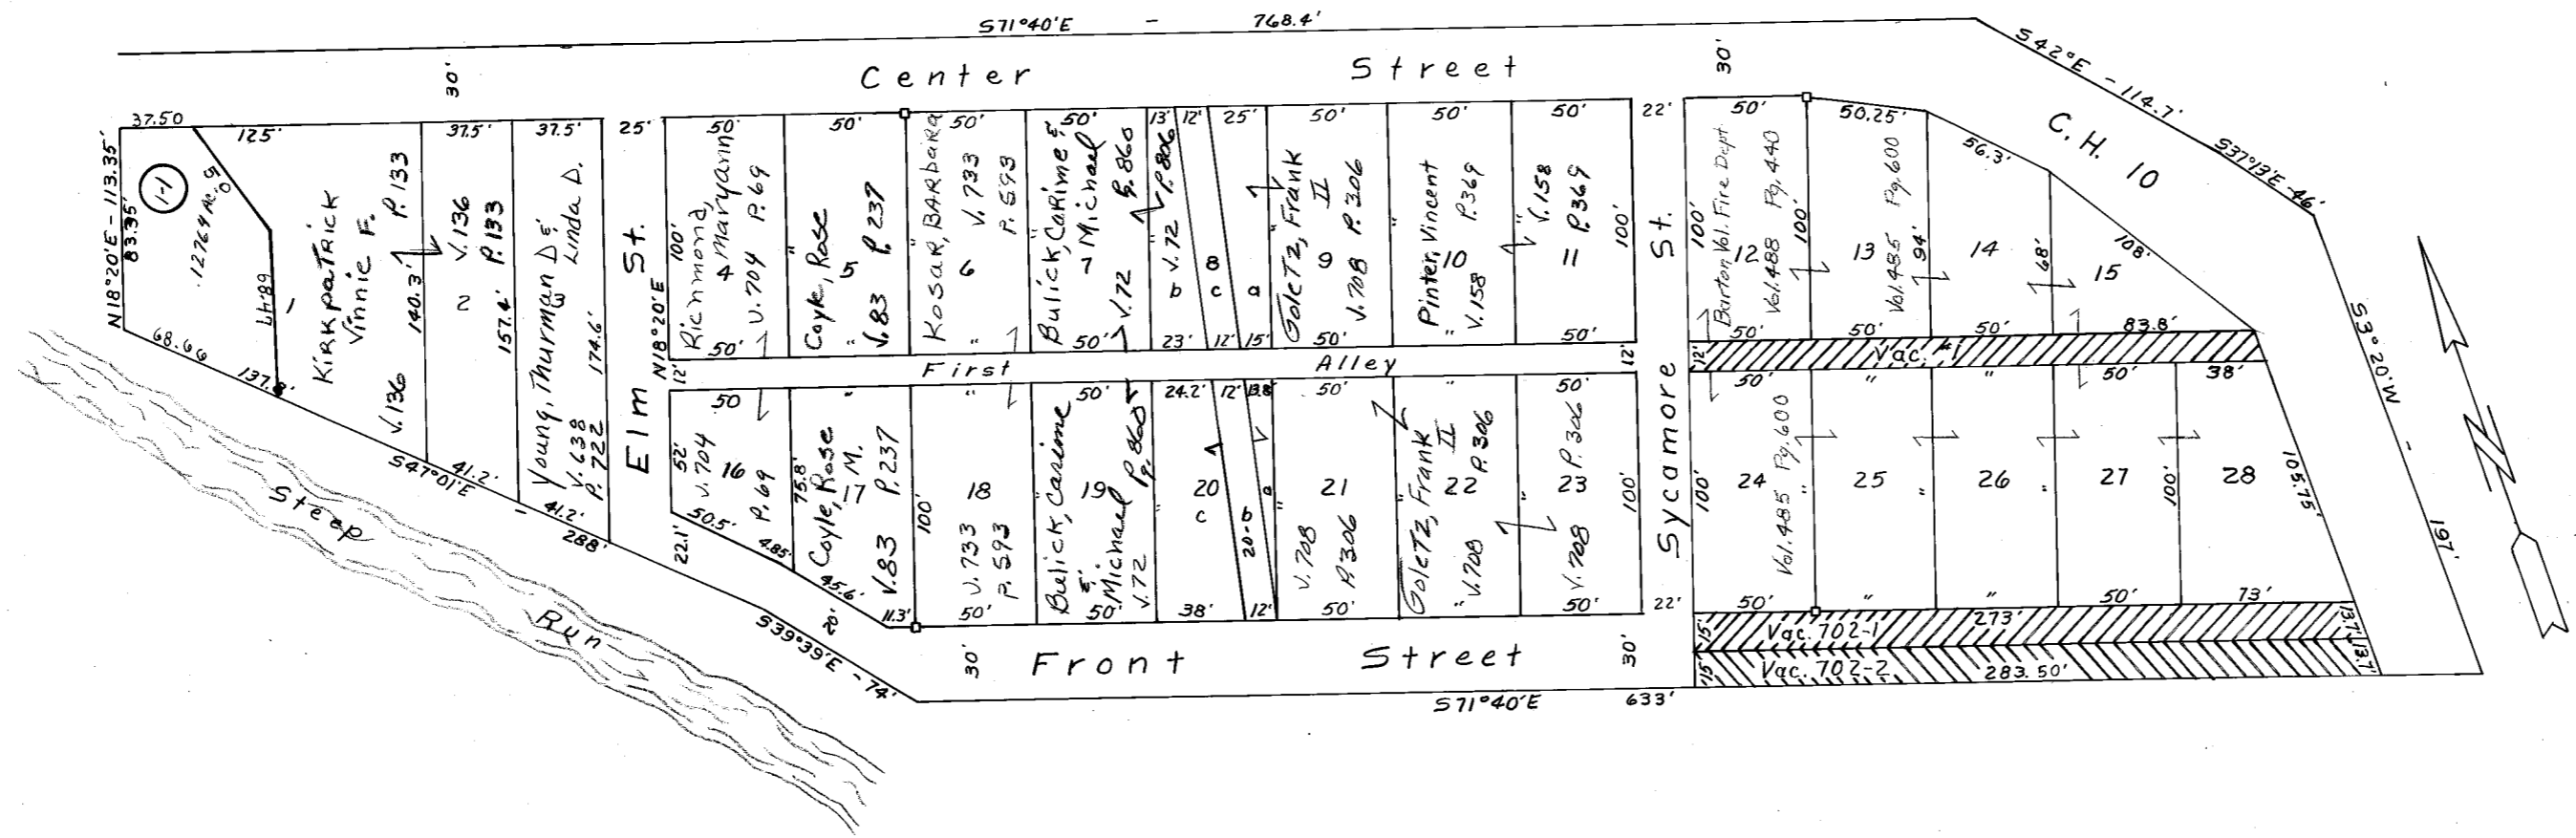 S71°40'E - 768.4'
30'
Center Street
30'
S42°E - 114.7'
C. H. 10
S37°13'E - 46'
S3°20'W - 197'
N18°20'E - 113.35'
83.35'
37.50
125'
1-1
.12764 Ac.
68.47
68.66
137.8'
1
KirkpaTrick
Vinnie F.
V.136 P.133
140.3'
37.5'
2
V.136
P.133
157.4'
41.2'
37.5'
Young, Thurman D. &
Linda D.
3
V.638
P.722
174.6'
41.2'
S47°01'E - 288'
Steep Run
25'
Elm St.
N18°20'E
12'
22.1'
50'
100'
Richmond,
4 Maryann
V.704 P.69
50'
50'
Coyle, Rose
5
V.83 P.237
50'
Kosar, BARbara
6
V.733
P.593
50'
Bulick, Carime &
7 Michael
V.72 P.860
50'
13' 12' 25'
V.72 P.806
8
b c a
23' 12' 15'
50'
GoleTz, Frank
II
9
V.708 P.306
50'
50'
Pinter, Vincent
10
V.158 P.369
50'
V.158
11 P.369
100'
50'
22'
Sycamore St.
12'
22'
50'
100'
Barton Vol. Fire Dept.
12
Vol.488 Pg.440
100'
50'
50.25'
13
Vol.485 Pg.600
94'
50'
56.3'
14
68'
50'
108'
15
83.8'
First Alley
12'
Vac. #1
50
52'
V.704
16
P.69
50.5'
75.8'
4.85'
Coyle, Rose
17 M.
V.83 P.237
45.6'
11.3'
20'
100'
18
V.733
P.593
50'
50'
Bulick, Carime
&
19
Michael Pg.860
V.72
50'
24.2' 12' 13.8'
20
c 20-b a
38' 12'
50'
21
V.708
P.306
50'
GoleTz, Frank
II
22
V.708 P.306
50'
23
V.708 P.306
100'
50'
50' " " 50' 38'
100'
24
Vol.485 Pg.600
25
26
27
100'
28
105.75'
50' " " 50' 73'
S39°39'E - 74'
30'
Front Street
30'
15'
Vac. 702-1 273'
13.7'
15'
Vac. 702-2 283.50'
13.7'
S71°40'E 633'